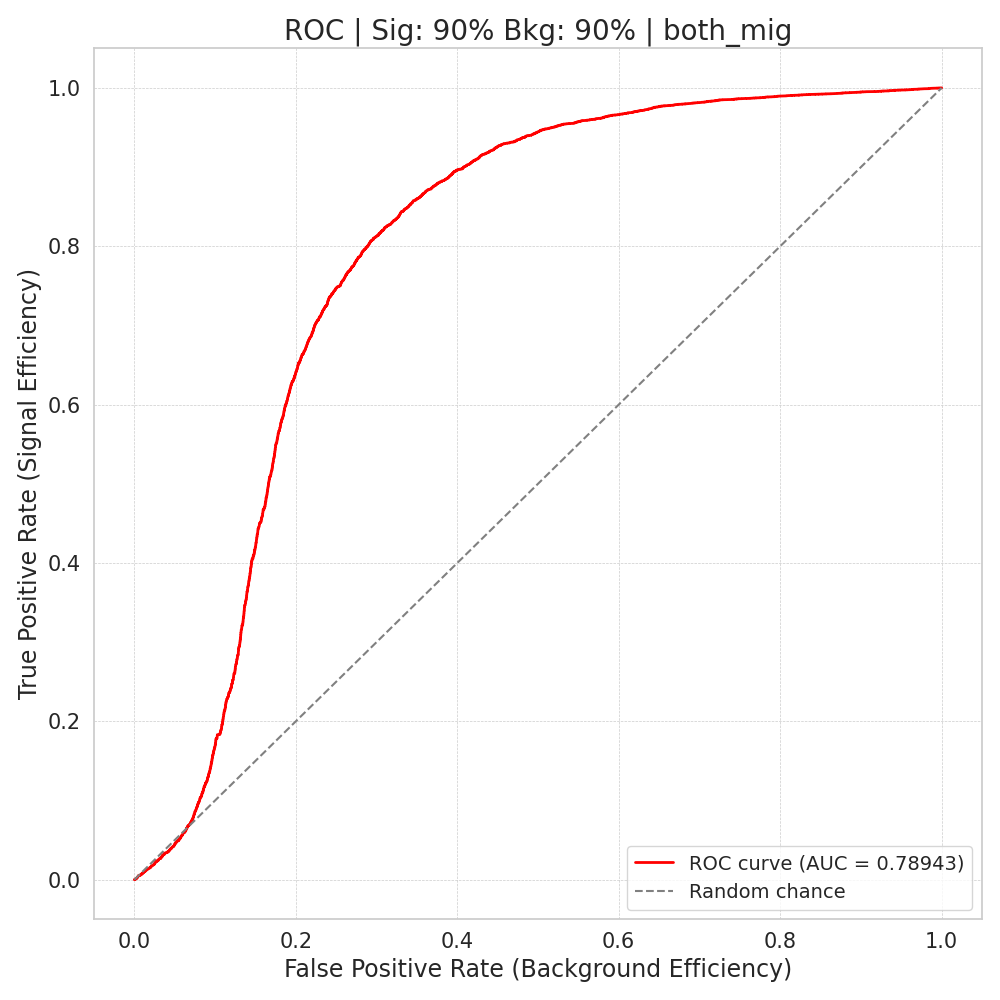 ROC | Sig: 90% Bkg: 90% | both_mig
True Positive Rate (Signal Efficiency)
1.0
0.8
0.6
0.4
0.2
0.0
ROC curve (AUC = 0.78943)
Random chance
0.0 0.2 0.4 0.6 0.8 1.0
False Positive Rate (Background Efficiency)